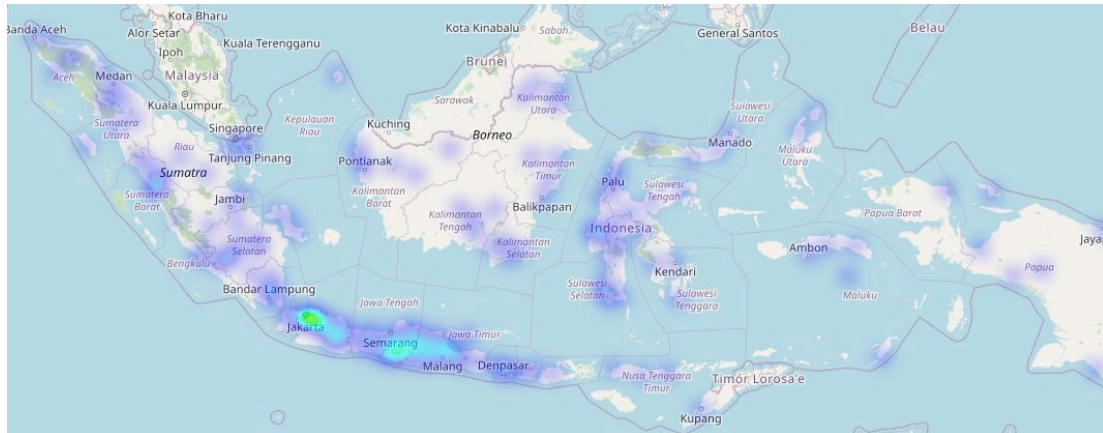 Kota Bharu
Banda Aceh
Alor Setar
Kuala Terengganu
Ipoh
Kota Kinabalu
Sabah
General Santos
Belau
Aceh
Medan
Malaysia
Brunei
Kuala Lumpur
Sarawak
Kalimantan
Utara
Sulawesi
Utara
Sumatera
Utara
Singapore
Kepulauan
Riau
Kuching
Borneo
Manado
Maluku
Utara
Riau
Tanjung Pinang
Pontianak
Kalimantan
Timur
Sumatra
Palu
Sulawesi
Tengah
Sumatera
Barat
Jambi
Kalimantan
Barat
Balikpapan
Papua Barat
Kalimantan
Tengah
Indonesia
Sumatera
Selatan
Kalimantan
Selatan
Ambon
Jaya
Bengkulu
Kendari
Papua
Bandar Lampung
Sulawesi
Selatan
Sulawesi
Tenggara
Maluku
Jawa Tengah
Jakarta
Jawa Timur
Semarang
Malang
Denpasar
Nusa Tenggara
Timur
Timór Lorosa'e
Kupang